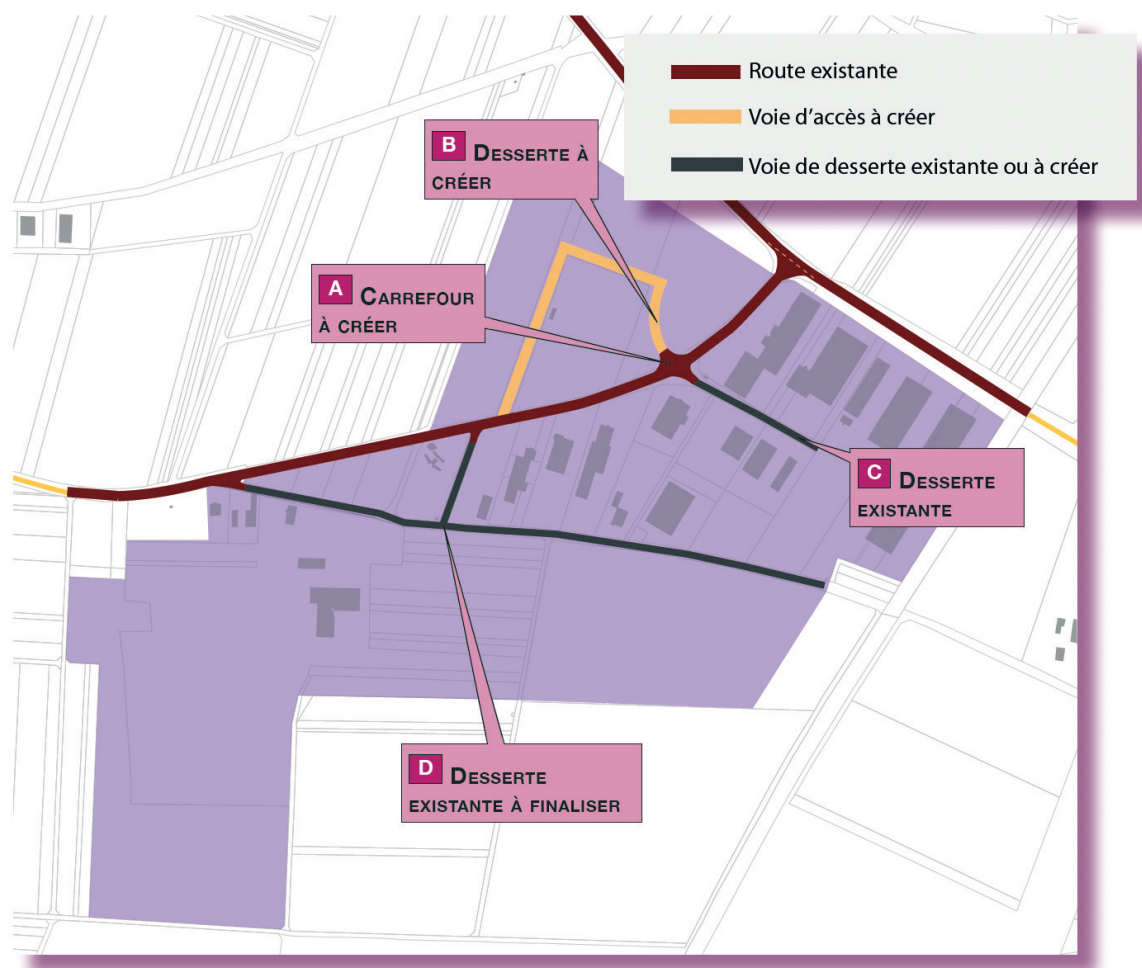 Route existante
Voie d'accès à créer
Voie de desserte existante ou à créer
B DESSERTE À
CRÉER
A CARREFOUR
À CRÉER
C DESSERTE
EXISTANTE
D DESSERTE
EXISTANTE À FINALISER